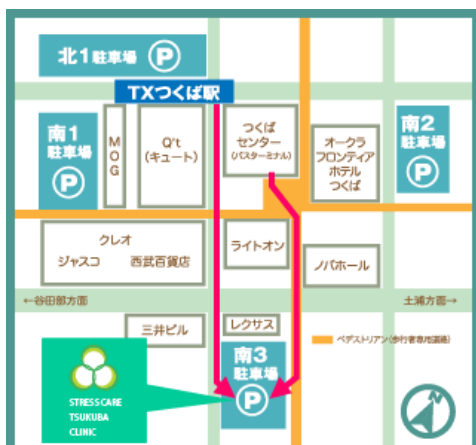 北1駐車場 P
TXつくば駅
南1
駐車場
P
MOG
Q't
(キュート)
つくば
センター
(バスターミナル)
オークラ
フロンティア
ホテル
つくば
南2
駐車場
P
クレオ
ジャスコ 西武百貨店
ライトオン
ノバホール
←谷田部方面
土浦方面→
三井ビル
レクサス
ペデストリアン(歩行者専用道路)
南3
駐車場
P
STRESS CARE
TSUKUBA
CLINIC
N